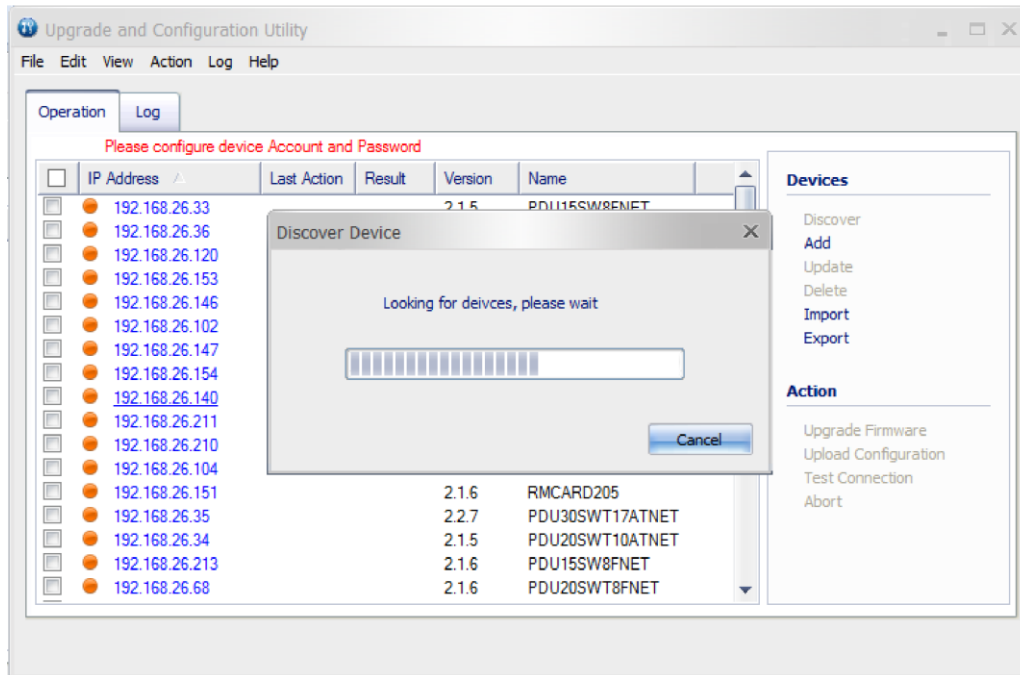 Upgrade and Configuration Utility
File Edit View Action Log Help
Operation Log
Please configure device Account and Password
IP Address Last Action Result Version Name
192.168.26.33 2.1.5 PDU15SW8FNET
192.168.26.36
192.168.26.120
192.168.26.153
192.168.26.146
192.168.26.102
192.168.26.147
192.168.26.154
192.168.26.140
192.168.26.211
192.168.26.210
192.168.26.104
192.168.26.151 2.1.6 RMCARD205
192.168.26.35 2.2.7 PDU30SWT17ATNET
192.168.26.34 2.1.5 PDU20SWT10ATNET
192.168.26.213 2.1.6 PDU15SW8FNET
192.168.26.68 2.1.6 PDU20SWT8FNET
Discover Device
Looking for deivces, please wait
Cancel
Devices
Discover
Add
Update
Delete
Import
Export
Action
Upgrade Firmware
Upload Configuration
Test Connection
Abort